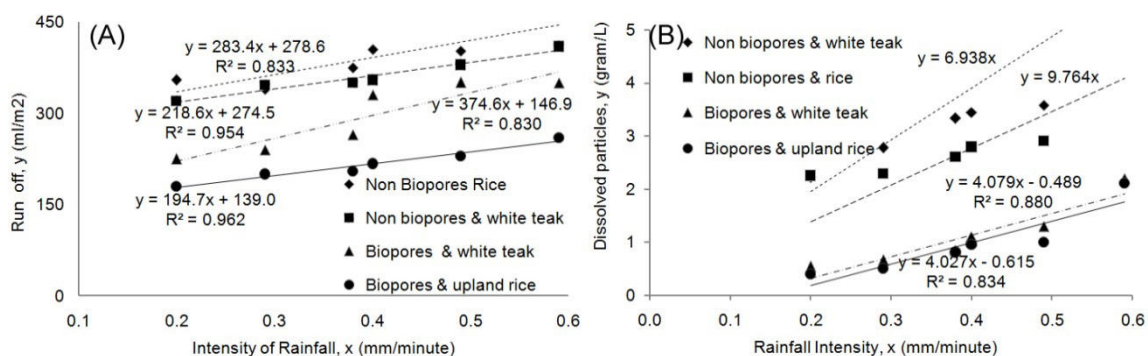 (A)
450
300
150
0
0.1
0.2
0.3
0.4
0.5
0.6
Run off, y (ml/m2)
Intensity of Rainfall, x (mm/minute)
y = 283.4x + 278.6
R² = 0.833
y = 218.6x + 274.5
R² = 0.954
y = 374.6x + 146.9
R² = 0.830
y = 194.7x + 139.0
R² = 0.962
Non Biopores Rice
Non biopores & white teak
Biopores & white teak
Biopores & upland rice
(B)
5
4
3
2
1
0
0.0
0.1
0.2
0.3
0.4
0.5
0.6
Dissolved particles, y (gram/L)
Rainfall Intensity, x (mm/minute)
Non biopores & white teak
Non biopores & rice
Biopores & white teak
Biopores & upland rice
y = 6.938x
y = 9.764x
y = 4.079x - 0.489
R² = 0.880
y = 4.027x - 0.615
R² = 0.834